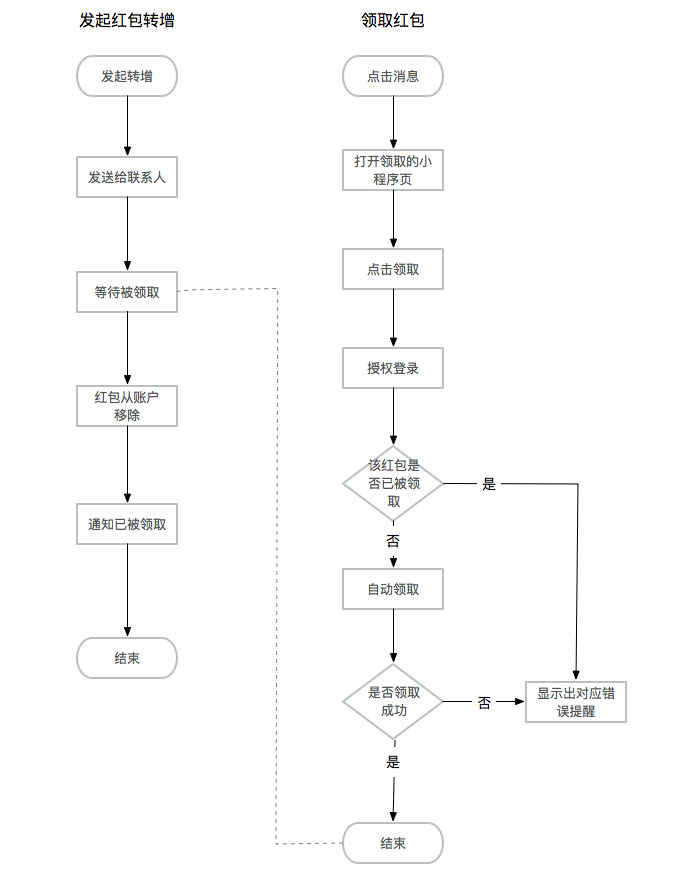 发起红包转增
发起转增
发送给联系人
等待被领取
红包从账户
移除
通知已被领取
结束
领取红包
点击消息
打开领取的小
程序页
点击领取
授权登录
该红包是
否已被领
取
是
否
自动领取
是否领取
成功
否
显示出对应错
误提醒
是
结束